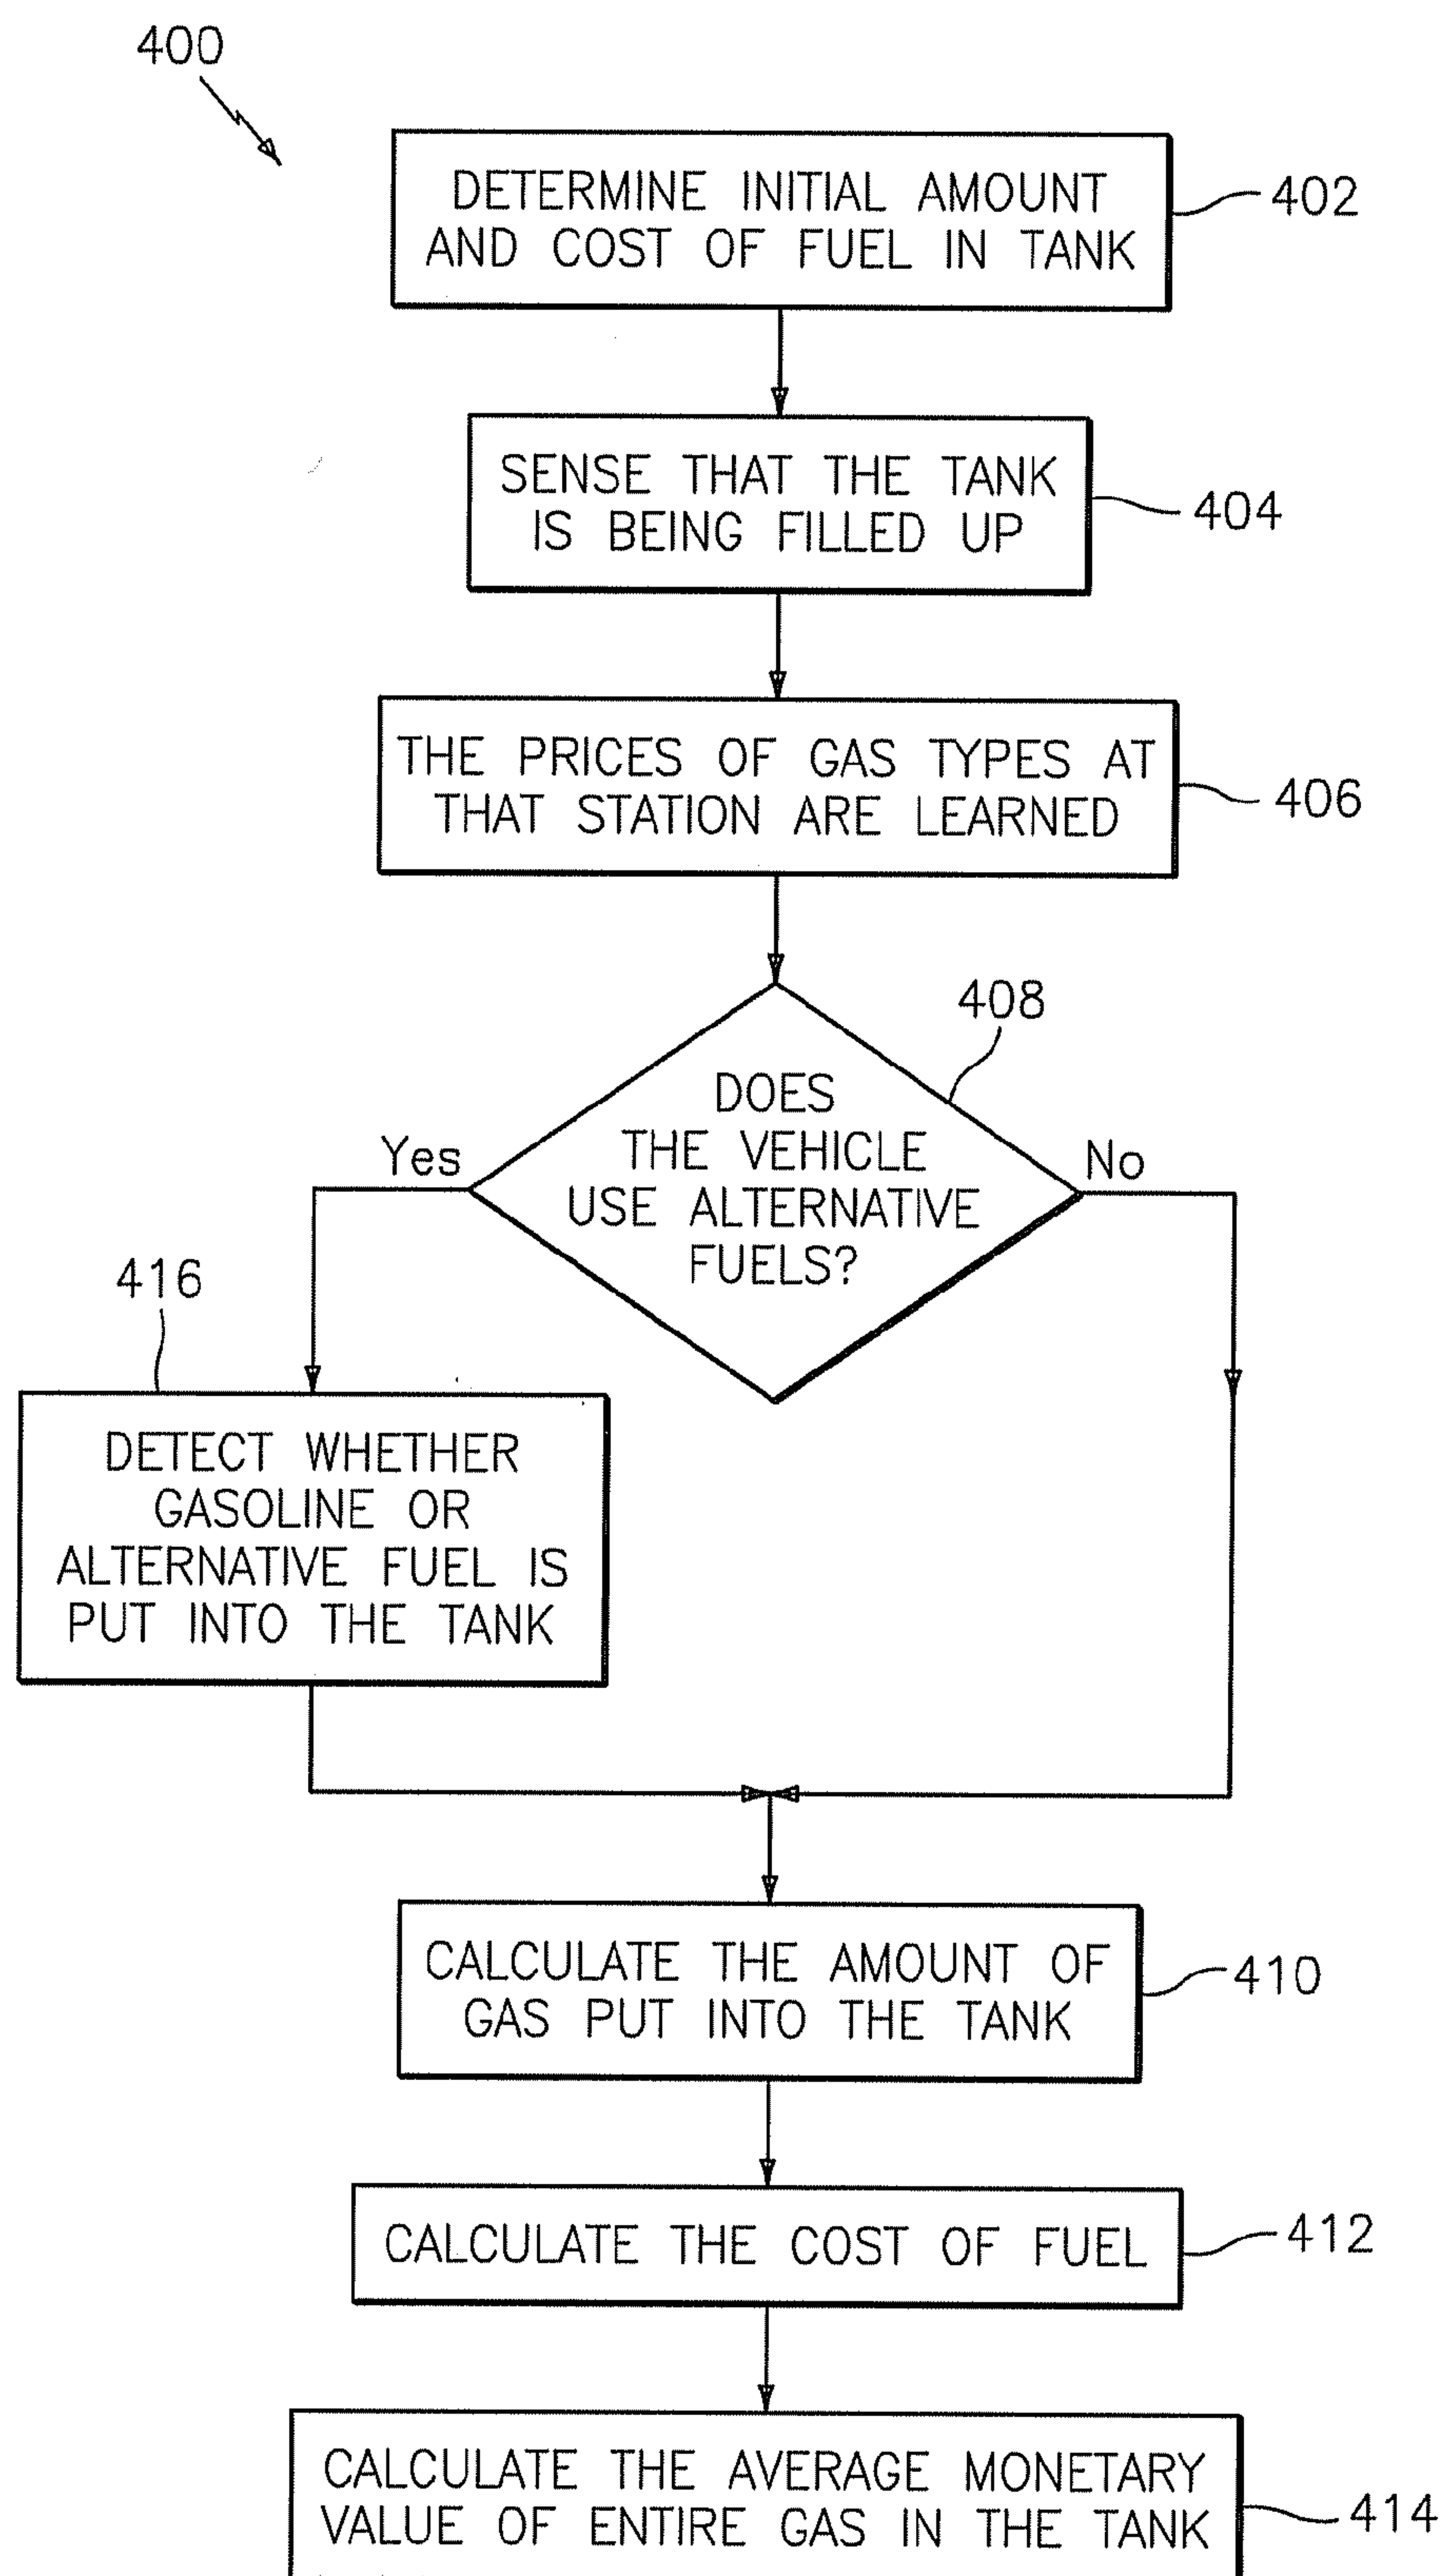 400
DETERMINE INITIAL AMOUNT
AND COST OF FUEL IN TANK
402
SENSE THAT THE TANK
IS BEING FILLED UP
404
THE PRICES OF GAS TYPES AT
THAT STATION ARE LEARNED
406
408
DOES
THE VEHICLE
USE ALTERNATIVE
FUELS?
Yes
No
416
DETECT WHETHER
GASOLINE OR
ALTERNATIVE FUEL IS
PUT INTO THE TANK
CALCULATE THE AMOUNT OF
GAS PUT INTO THE TANK
410
CALCULATE THE COST OF FUEL
412
CALCULATE THE AVERAGE MONETARY
VALUE OF ENTIRE GAS IN THE TANK
414